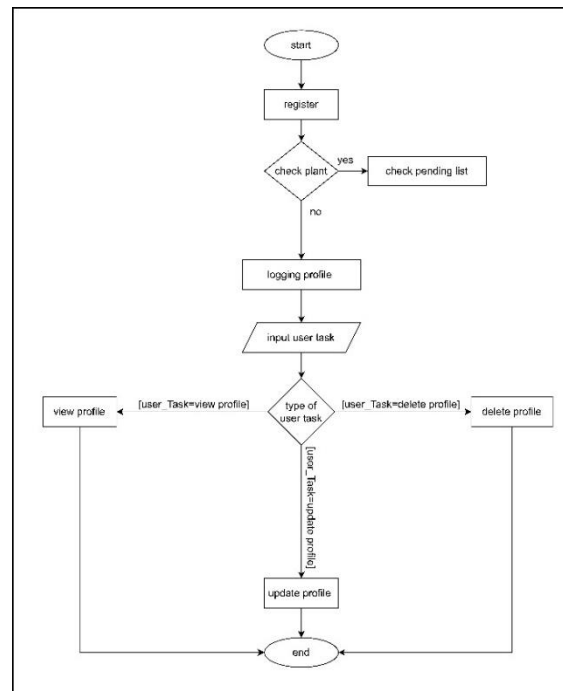 start
register
check plant
yes
check pending list
no
logging profile
input user task
view profile
[user_Task=view profile]
type of
user task
[user_Task=delete profile]
delete profile
[user_Task=update profile]
update profile
end